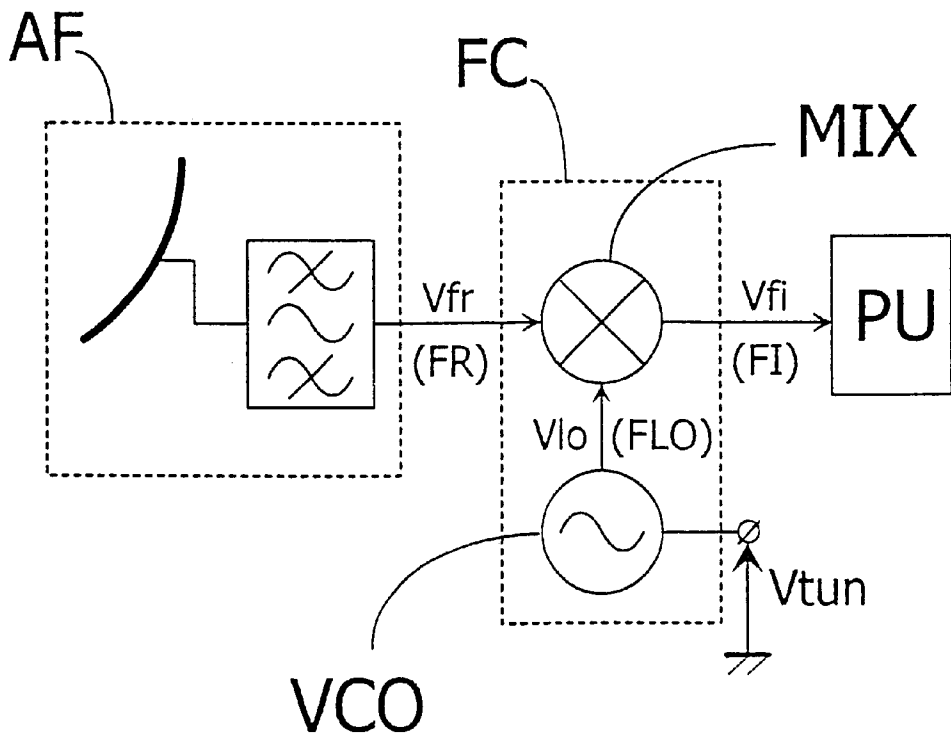 AF
FC
MIX
Vfr
(FR)
Vfi
(FI)
PU
Vlo (FLO)
Vtun
VCO